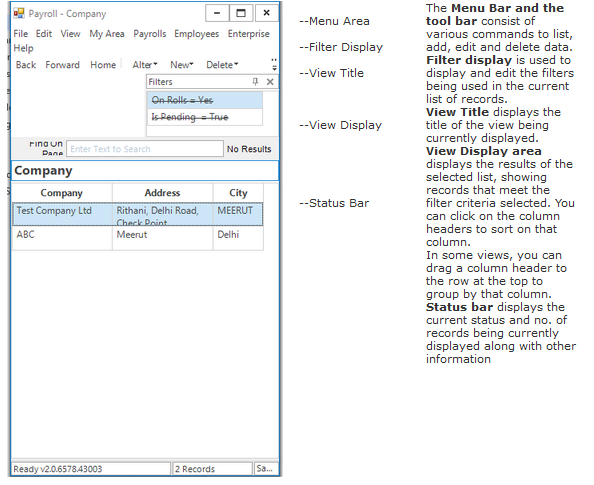 Payroll - Company
File Edit View My Area Payrolls Employees Enterprise
Help
Back Forward Home Alter New Delete
Filters
On Rolls = Yes
Is Pending = True
Find On
Page
Enter Text to Search
No Results
Company
Company Address City
Test Company Ltd Rithani, Delhi Road, MEERUT
Check Point
ABC Meerut Delhi
Ready v2.0.6578.43003 2 Records Sa...
--Menu Area
--Filter Display
--View Title
--View Display
--Status Bar
The Menu Bar and the
tool bar consist of
various commands to list,
add, edit and delete data.
Filter display is used to
display and edit the filters
being used in the current
list of records.
View Title displays the
title of the view being
currently displayed.
View Display area
displays the results of the
selected list, showing
records that meet the
filter criteria selected. You
can click on the column
headers to sort on that
column.
In some views, you can
drag a column header to
the row at the top to
group by that column.
Status bar displays the
current status and no. of
records being currently
displayed along with other
information